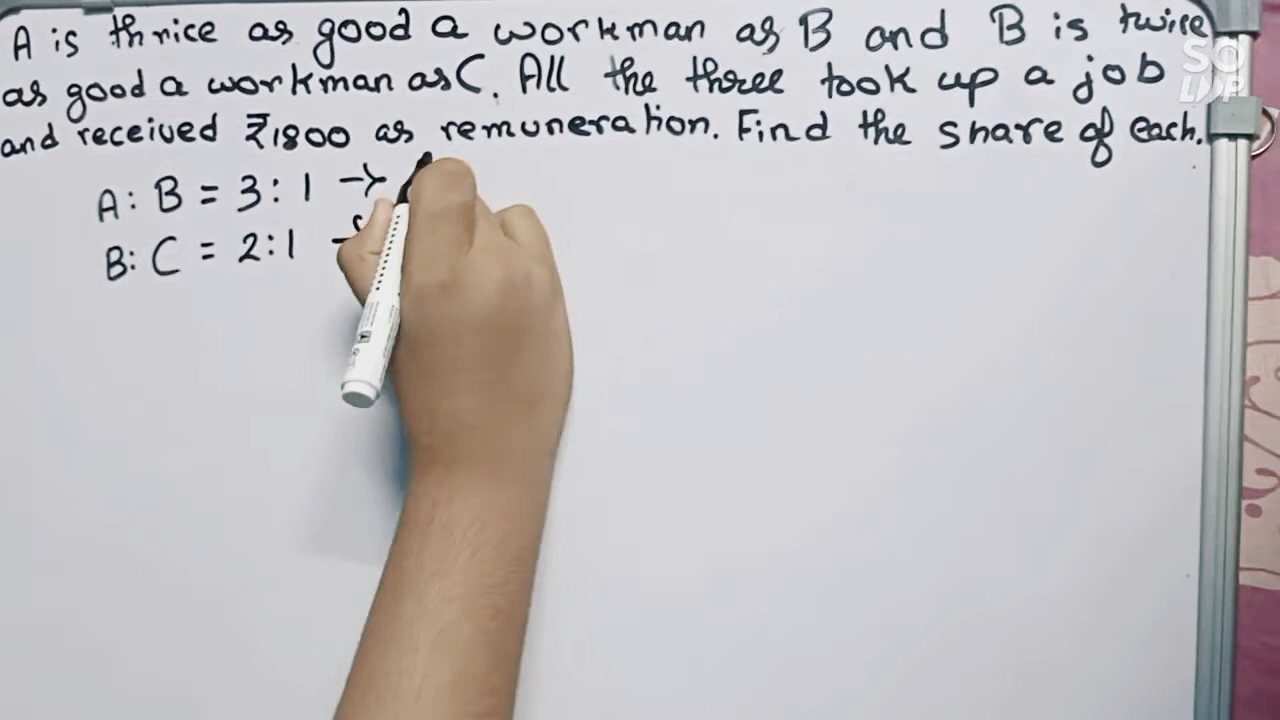 A is thrice as good a workman as B and B is twice
as good a workman as C. All the three took up a job
and received ₹1800 as remuneration. Find the share of each.
A : B = 3 : 1 →
B : C = 2 : 1